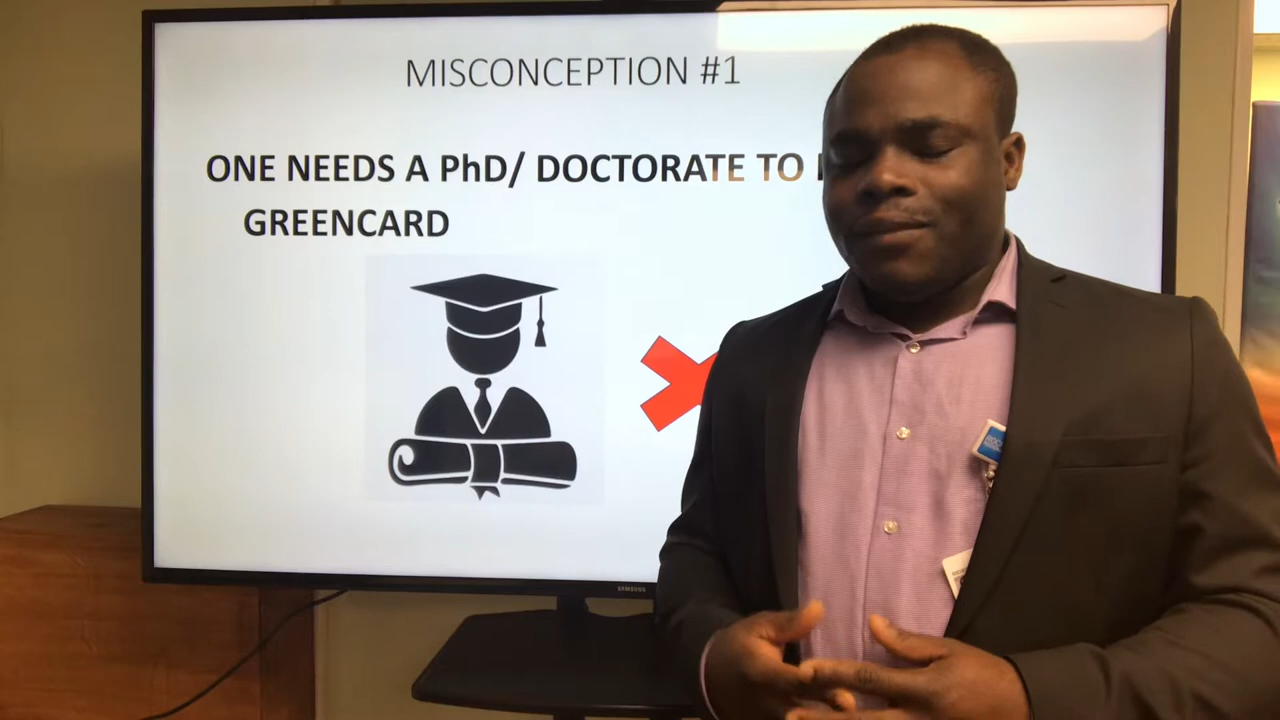 MISCONCEPTION #1
ONE NEEDS A PhD/ DOCTORATE TO
GREENCARD
SAMSUNG